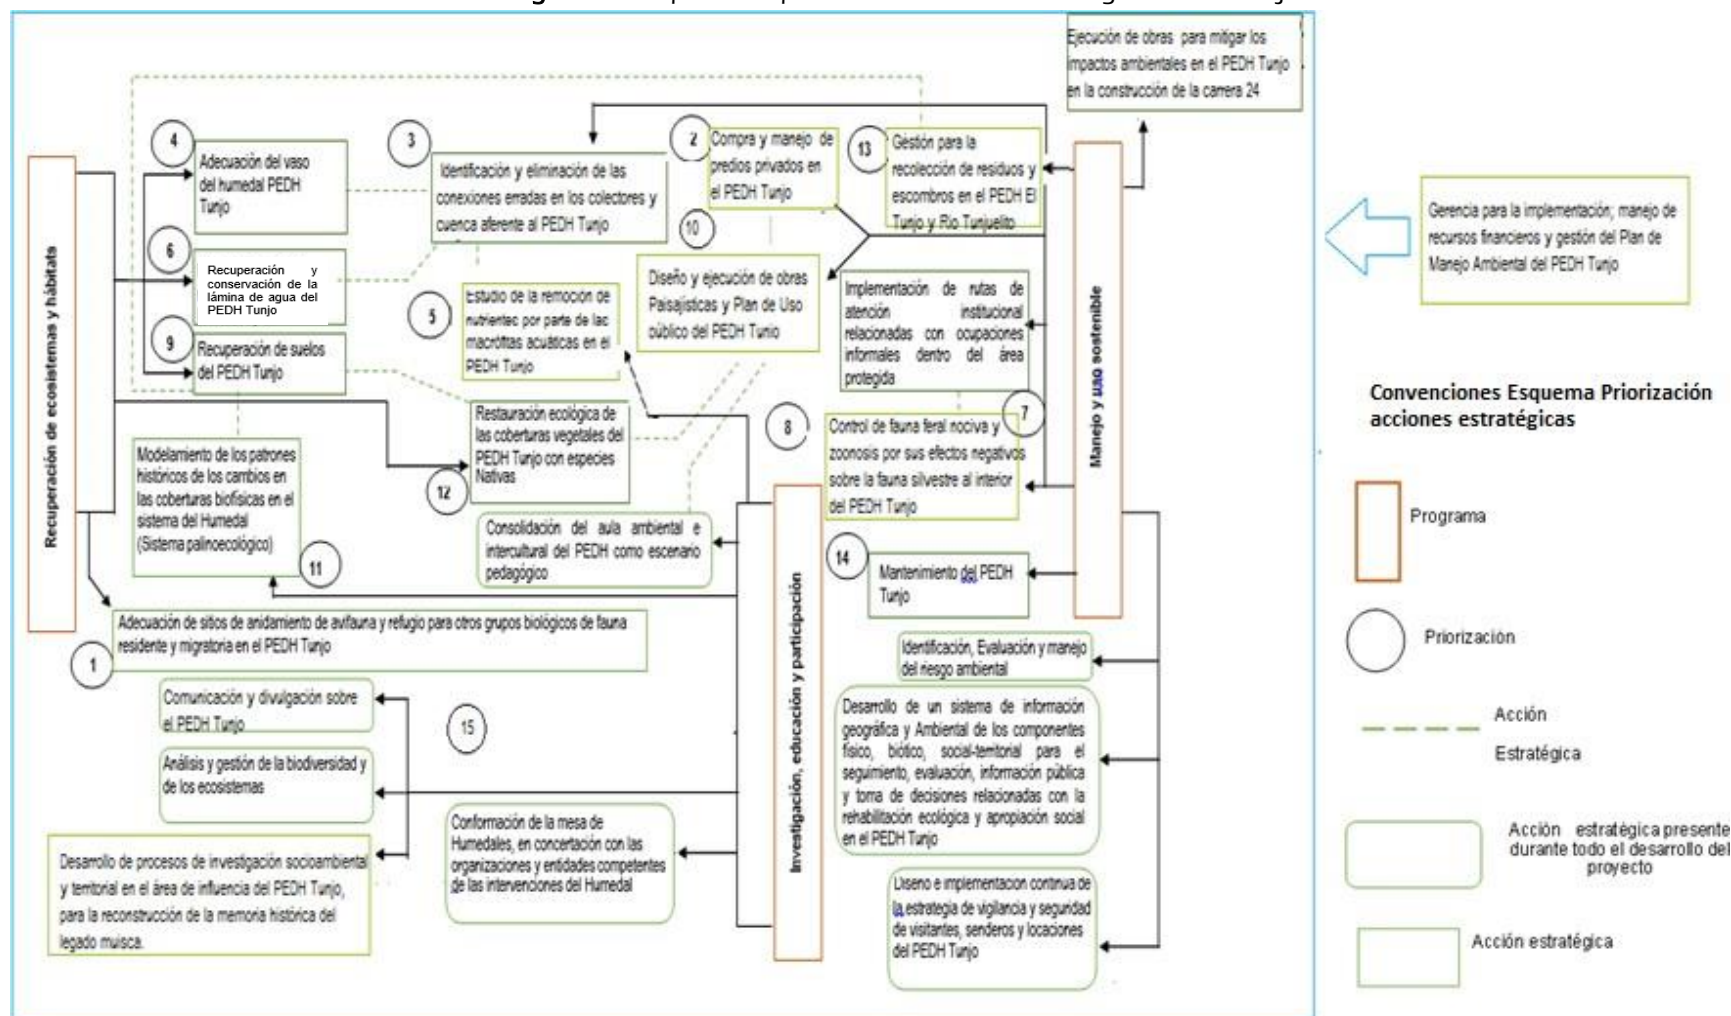 Ejecución de obras para mitigar los
impactos ambientales en el PEDH Tunjo
en la construcción de la carrera 24
4
Adecuación del vaso
del humedal PEDH
Tunjo
3
Identificación y eliminación de las
conexiones erradas en los colectores y
cuenca aferente al PEDH Tunjo
2
Compra y manejo de
predios privados en
el PEDH Tunjo
13
Gestión para la
recolección de residuos y
escombros en el PEDH El
Tunjo y Rio Tunjuelito
6
Recuperación y
conservación de la
lámina de agua del
PEDH Tunjo
10
Diseño y ejecución de obras
Paisajísticas y Plan de Uso
público del PEDH Tunjo
5
Estudio de la remoción de
nutrientes por parte de las
macrófitas acuáticas en el
PEDH Tunjo
Implementación de rutas de
atención institucional
relacionadas con ocupaciones
informales dentro del área
protegida
7
9
Recuperación de suelos
del PEDH Tunjo
Recuperación de ecosistemas y hábitats
Manejo y uso sostenible
Restauración ecológica de
las coberturas vegetales del
PEDH Tunjo con especies
Nativas
12
8
Control de fauna feral nociva y
zoonosis por sus efectos negativos
sobre la fauna silvestre al interior
del PEDH Tunjo
Modelamiento de los patrones
históricos de los cambios en
las coberturas biofísicas en el
sistema del Humedal
(Sistema palinoecológico)
11
Consolidación del aula ambiental e
intercultural del PEDH como escenario
pedagógico
14
Mantenimiento del PEDH
Tunjo
Adecuación de sitios de anidamiento de avifauna y refugio para otros grupos biológicos de fauna
residente y migratoria en el PEDH Tunjo
1
Identificación, Evaluación y manejo
del riesgo ambiental
Comunicación y divulgación sobre
el PEDH Tunjo
15
Análisis y gestión de la biodiversidad y
de los ecosistemas
Desarrollo de procesos de investigación socioambiental
y territorial en el área de influencia del PEDH Tunjo,
para la reconstrucción de la memoria histórica del
legado muisca.
Conformación de la mesa de
Humedales, en concertación con las
organizaciones y entidades competentes
de las intervenciones del Humedal
Investigación, educación y participación
Desarrollo de un sistema de información
geográfica y Ambiental de los componentes
físico, biótico, social-territorial para el
seguimiento, evaluación, información pública
y toma de decisiones relacionadas con la
rehabilitación ecológica y apropiación social
en el PEDH Tunjo
Diseño e implementación continua de
la estrategia de vigilancia y seguridad
de visitantes, senderos y locaciones
del PEDH Tunjo
Gerencia para la implementación; manejo de
recursos financieros y gestión del Plan de
Manejo Ambiental del PEDH Tunjo
Convenciones Esquema Priorización
acciones estratégicas
Programa
Priorización
Acción
Estratégica
Acción estratégica presente
durante todo el desarrollo del
proyecto
Acción estratégica